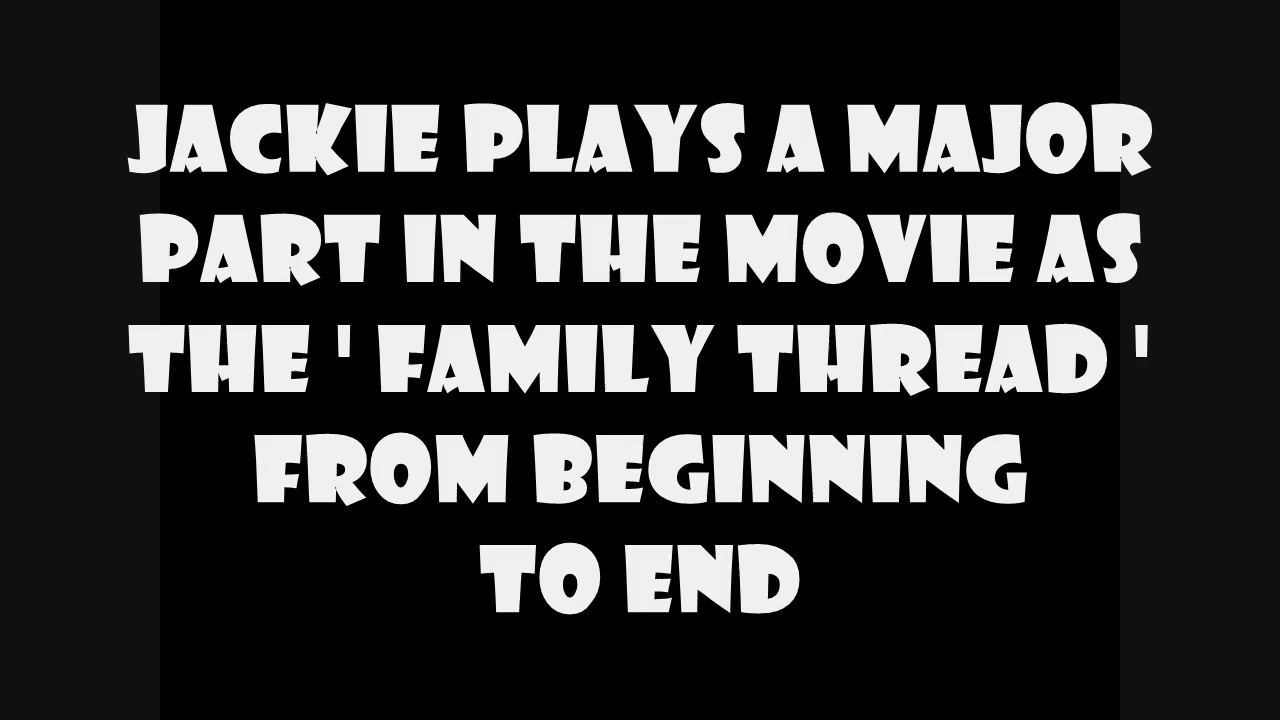 JACKIE PLAYS A MAJOR
PART IN THE MOVIE AS
THE ' FAMILY THREAD '
FROM BEGINNING
TO END